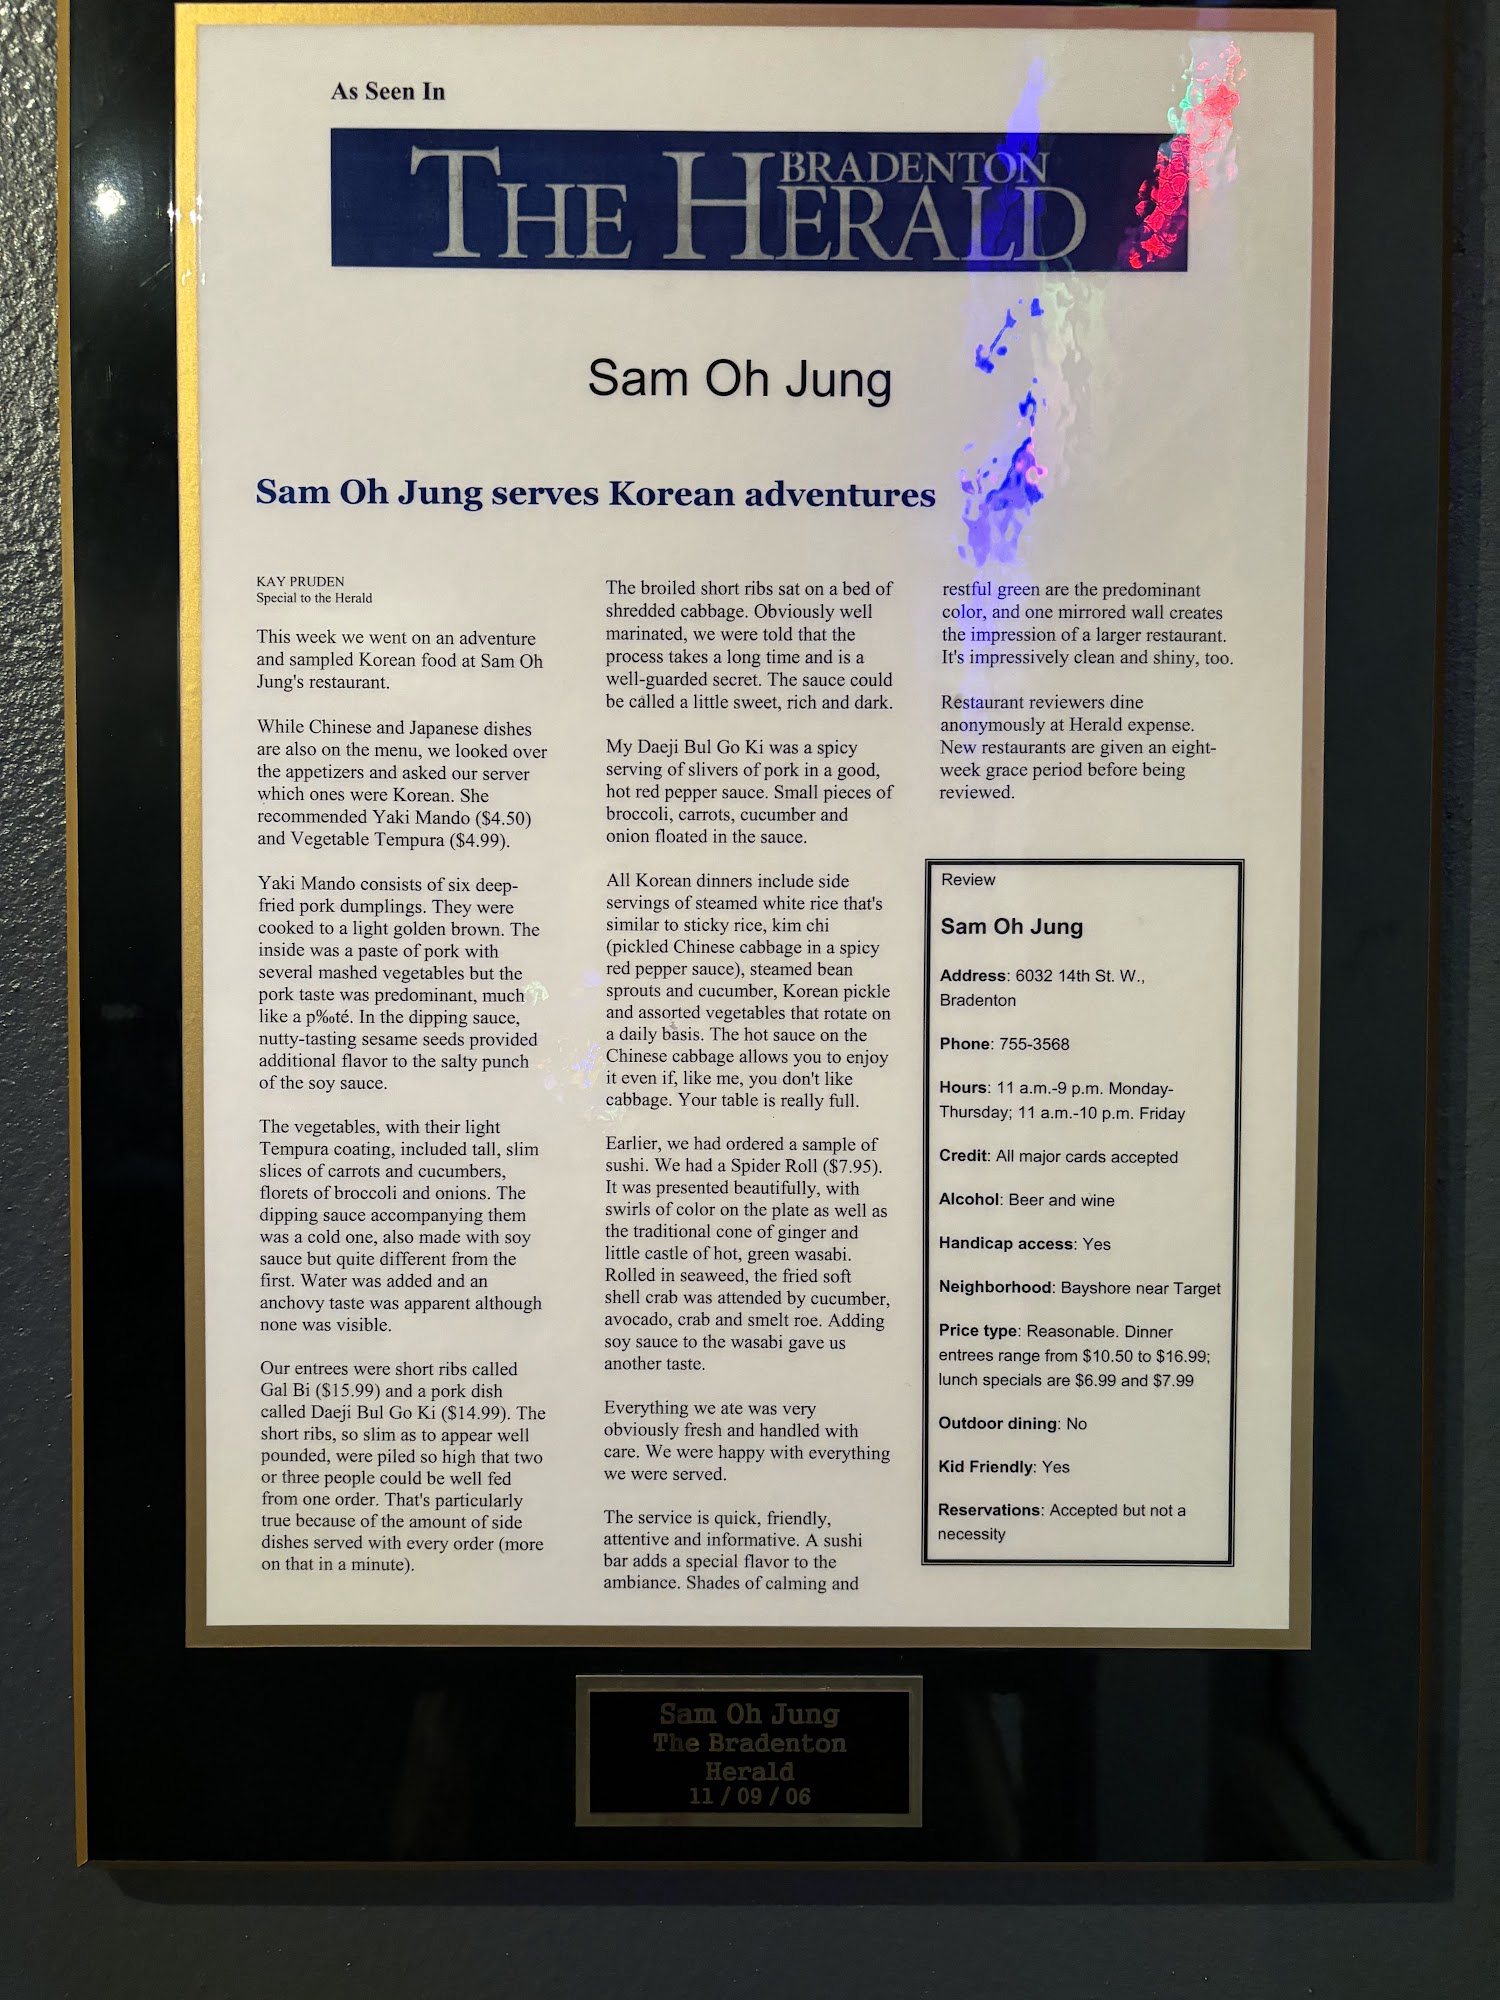 As Seen In
THE HERALD
BRADENTON
Sam Oh Jung
Sam Oh Jung serves Korean adventures
KAY PRUDEN
Special to the Herald
This week we went on an adventure
and sampled Korean food at Sam Oh
Jung's restaurant.
While Chinese and Japanese dishes
are also on the menu, we looked over
the appetizers and asked our server
which ones were Korean. She
recommended Yaki Mando ($4.50)
and Vegetable Tempura ($4.99).
Yaki Mando consists of six deep-
fried pork dumplings. They were
cooked to a light golden brown. The
inside was a paste of pork with
several mashed vegetables but the
pork taste was predominant, much
like a p‰té. In the dipping sauce,
nutty-tasting sesame seeds provided
additional flavor to the salty punch
of the soy sauce.
The vegetables, with their light
Tempura coating, included tall, slim
slices of carrots and cucumbers,
florets of broccoli and onions. The
dipping sauce accompanying them
was a cold one, also made with soy
sauce but quite different from the
first. Water was added and an
anchovy taste was apparent although
none was visible.
Our entrees were short ribs called
Gal Bi ($15.99) and a pork dish
called Daeji Bul Go Ki ($14.99). The
short ribs, so slim as to appear well
pounded, were piled so high that two
or three people could be well fed
from one order. That's particularly
true because of the amount of side
dishes served with every order (more
on that in a minute).
The broiled short ribs sat on a bed of
shredded cabbage. Obviously well
marinated, we were told that the
process takes a long time and is a
well-guarded secret. The sauce could
be called a little sweet, rich and dark.
My Daeji Bul Go Ki was a spicy
serving of slivers of pork in a good,
hot red pepper sauce. Small pieces of
broccoli, carrots, cucumber and
onion floated in the sauce.
All Korean dinners include side
servings of steamed white rice that's
similar to sticky rice, kim chi
(pickled Chinese cabbage in a spicy
red pepper sauce), steamed bean
sprouts and cucumber, Korean pickle
and assorted vegetables that rotate on
a daily basis. The hot sauce on the
Chinese cabbage allows you to enjoy
it even if, like me, you don't like
cabbage. Your table is really full.
Earlier, we had ordered a sample of
sushi. We had a Spider Roll ($7.95).
It was presented beautifully, with
swirls of color on the plate as well as
the traditional cone of ginger and
little castle of hot, green wasabi.
Rolled in seaweed, the fried soft
shell crab was attended by cucumber,
avocado, crab and smelt roe. Adding
soy sauce to the wasabi gave us
another taste.
Everything we ate was very
obviously fresh and handled with
care. We were happy with everything
we were served.
The service is quick, friendly,
attentive and informative. A sushi
bar adds a special flavor to the
ambiance. Shades of calming and
restful green are the predominant
color, and one mirrored wall creates
the impression of a larger restaurant.
It's impressively clean and shiny, too.
Restaurant reviewers dine
anonymously at Herald expense.
New restaurants are given an eight-
week grace period before being
reviewed.
Review
Sam Oh Jung
Address: 6032 14th St. W.,
Bradenton
Phone: 755-3568
Hours: 11 a.m.-9 p.m. Monday-
Thursday; 11 a.m.-10 p.m. Friday
Credit: All major cards accepted
Alcohol: Beer and wine
Handicap access: Yes
Neighborhood: Bayshore near Target
Price type: Reasonable. Dinner
entrees range from $10.50 to $16.99;
lunch specials are $6.99 and $7.99
Outdoor dining: No
Kid Friendly: Yes
Reservations: Accepted but not a
necessity
Sam Oh Jung
The Bradenton
Herald
11 / 09 / 06